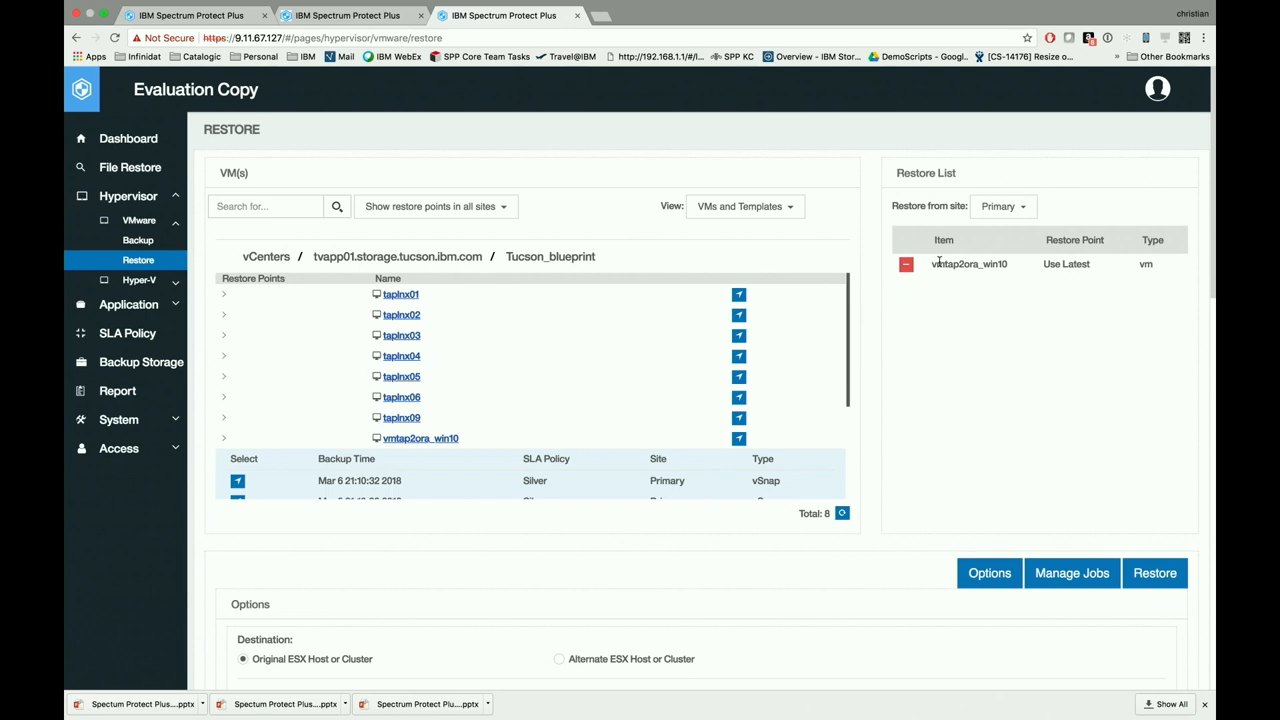 IBM Spectrum Protect Plus
IBM Spectrum Protect Plus
IBM Spectrum Protect Plus
christian
Not Secure https://9.11.67.127/#/pages/hypervisor/vmware/restore
Apps Infinidat Catalogic Personal IBM Mail IBM WebEx SPP Core Team Tasks Travel@IBM http://192.168.1.1/#/l... SPP KC Overview - IBM Stor... DemoScripts - Googl... [CS-14176] Resize o... » Other Bookmarks
Evaluation Copy
Dashboard
File Restore
Hypervisor
VMware
Backup
Restore
Hyper-V
Application
SLA Policy
Backup Storage
Report
System
Access
RESTORE
VM(s)
Search for...
Show restore points in all sites
View: VMs and Templates
vCenters / tvapp01.storage.tucson.ibm.com / Tucson_blueprint
Restore Points Name
taplnx01
taplnx02
taplnx03
taplnx04
taplnx05
taplnx06
taplnx09
vmtap2ora_win10
Select Backup Time SLA Policy Site Type
Mar 6 21:10:32 2018 Silver Primary vSnap
Total: 8
Restore List
Restore from site: Primary
Item Restore Point Type
vmtap2ora_win10 Use Latest vm
Options Manage Jobs Restore
Options
Destination:
Original ESX Host or Cluster Alternate ESX Host or Cluster
Spectrum Protect Plus....pptx
Spectrum Protect Plus....pptx
Spectrum Protect Plu....pptx
Show All